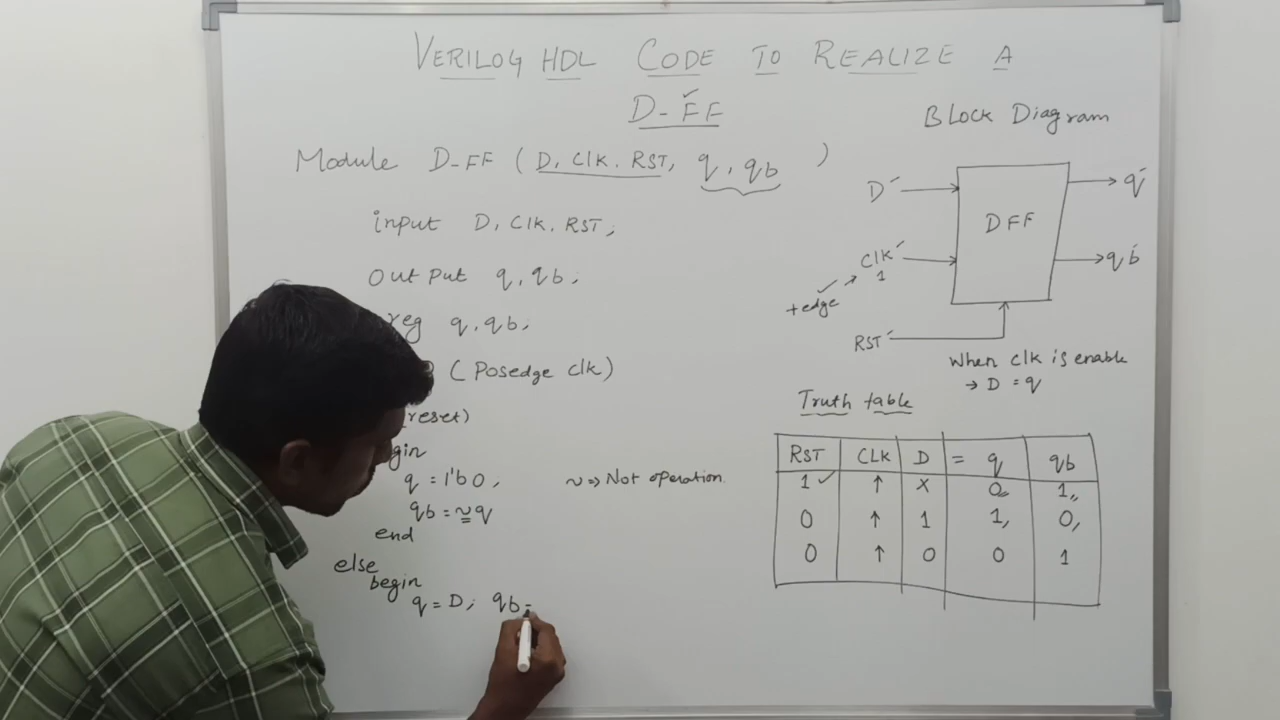 VERILOG HDL CODE TO REALIZE A
D-FF
Module D-FF ( D, Clk, RST, q, qb )
input D, Clk, RST,
Output q, qb;
reg q, qb,
( Posedge clk)
reset)
q = 1'b0,
qb = ~q
end
else
begin
q = D; qb =
~ => Not operation.
Block Diagram
D
Clk
1
+edge
RST
DFF
q
qb
When clk is enable
→ D = q
Truth table
RST CLK D = q qb
1 ↑ X 0, 1,
0 ↑ 1 1, 0,
0 ↑ 0 0 1